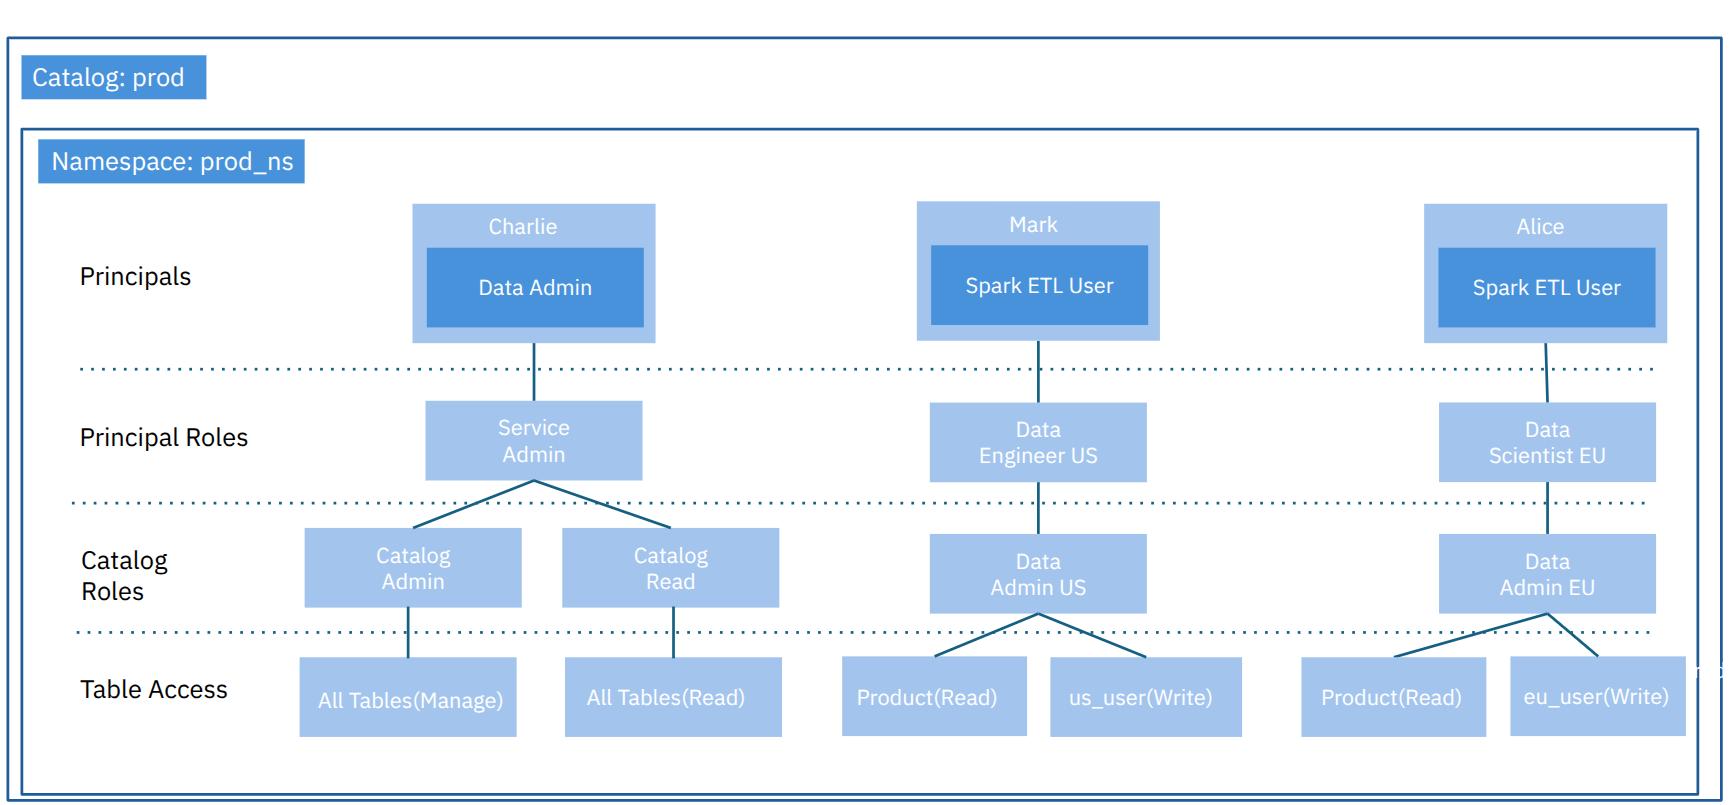 Catalog: prod
Namespace: prod_ns
Principals
Charlie
Data Admin
Mark
Spark ETL User
Alice
Spark ETL User
Principal Roles
Service
Admin
Data
Engineer US
Data
Scientist EU
Catalog
Roles
Catalog
Admin
Catalog
Read
Data
Admin US
Data
Admin EU
Table Access
All Tables(Manage)
All Tables(Read)
Product(Read)
us_user(Write)
Product(Read)
eu_user(Write)